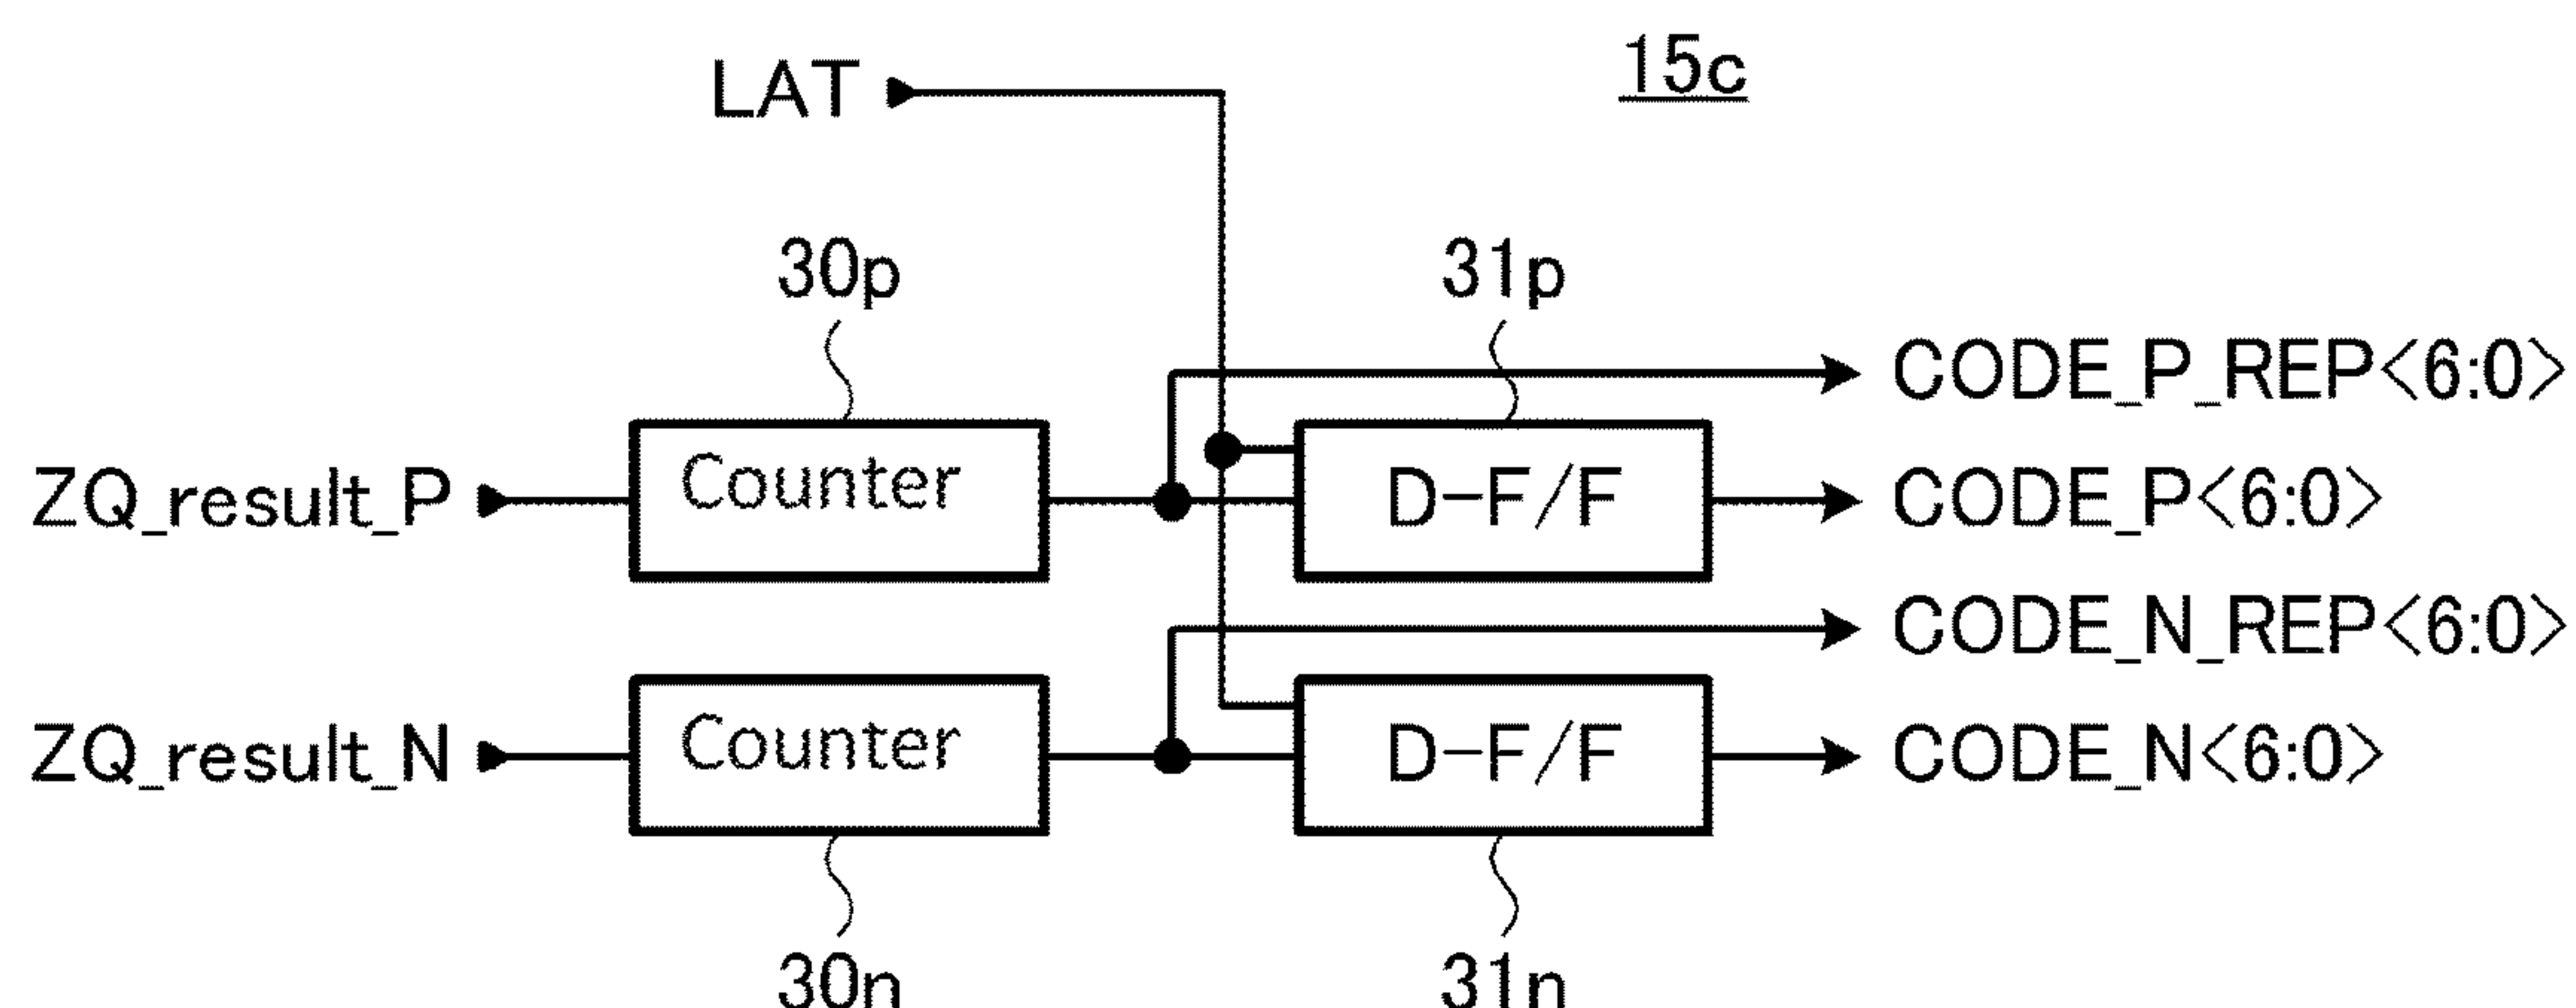 LAT
15c
30p
31p
CODE_P_REP<6:0>
ZQ_result_P
Counter
D-F/F
CODE_P<6:0>
CODE_N_REP<6:0>
ZQ_result_N
Counter
D-F/F
CODE_N<6:0>
30n
31n